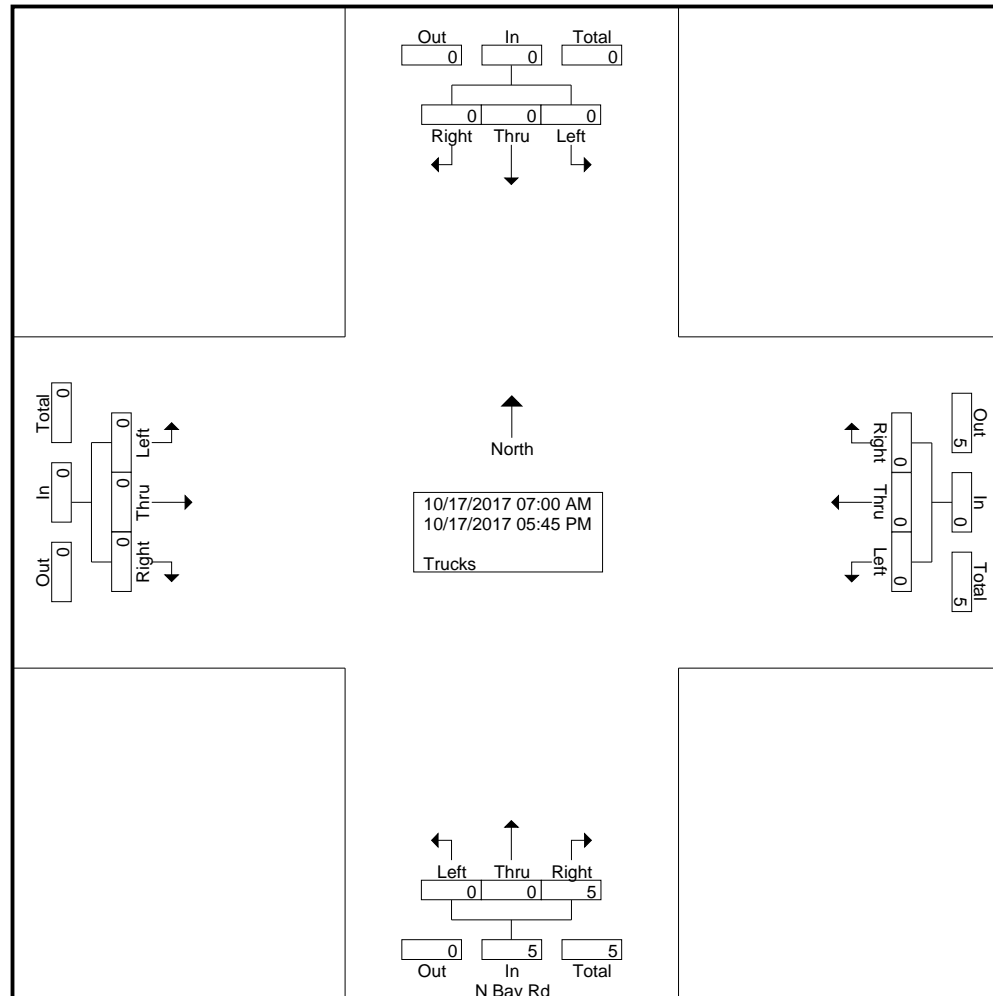 Out In Total
0 0 0
0 0 0
Right Thru Left
Total 0
In 0
Out 0
Left 0
Thru 0
Right 0
North
10/17/2017 07:00 AM
10/17/2017 05:45 PM
Trucks
Right 0
Thru 0
Left 0
Out 5
In 0
Total 5
Left Thru Right
0 0 5
0 5 5
Out In Total
N Bay Rd